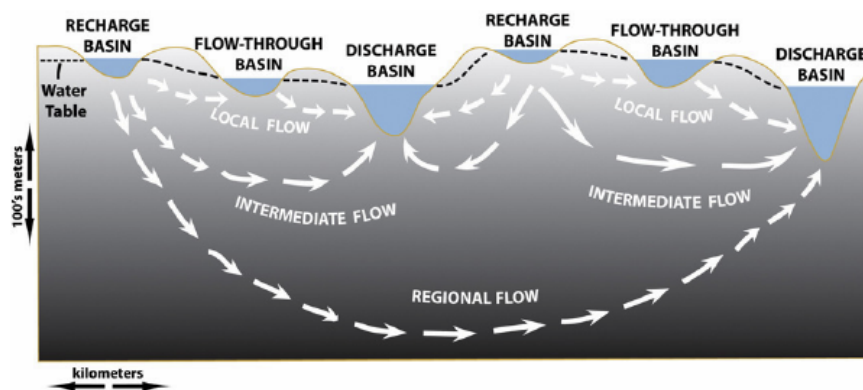 RECHARGE
BASIN
FLOW-THROUGH
BASIN
DISCHARGE
BASIN
RECHARGE
BASIN
FLOW-THROUGH
BASIN
DISCHARGE
BASIN
Water
Table
LOCAL FLOW
LOCAL FLOW
100's meters
INTERMEDIATE FLOW
INTERMEDIATE FLOW
REGIONAL FLOW
kilometers